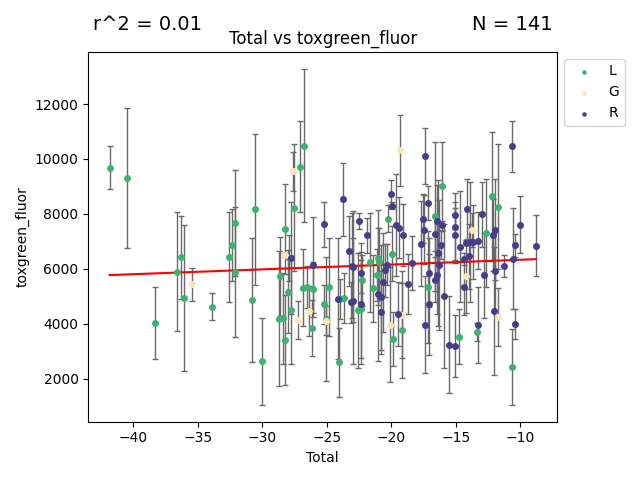 r^2 = 0.01
N = 141
Total vs toxgreen_fluor
L
G
R
12000
10000
8000
6000
4000
2000
toxgreen_fluor
−40
−35
−30
−25
−20
−15
−10
Total